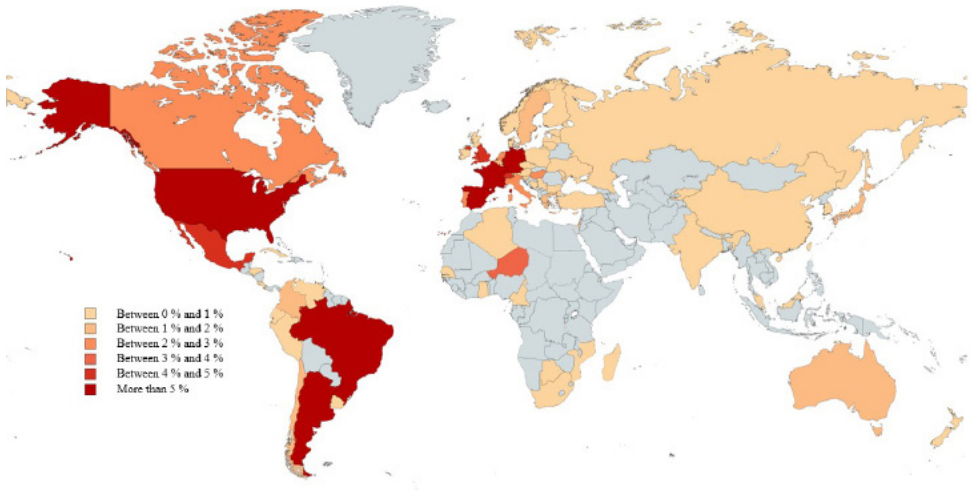 Between 0 % and 1 %
Between 1 % and 2 %
Between 2 % and 3 %
Between 3 % and 4 %
Between 4 % and 5 %
More than 5 %